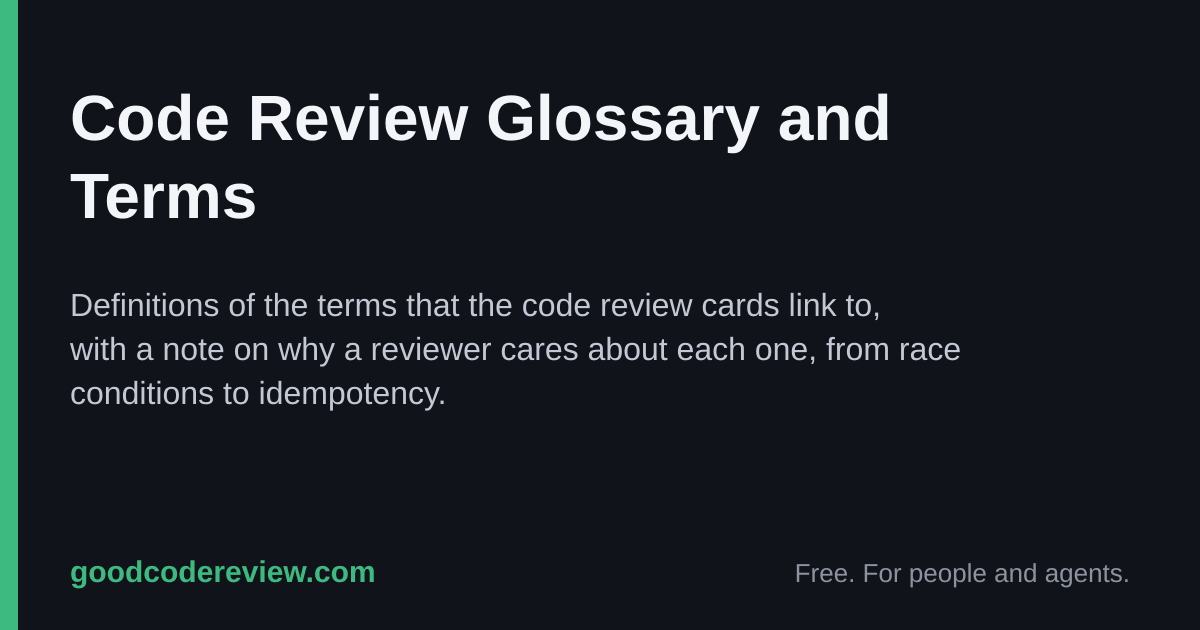 Code Review Glossary and
Terms
Definitions of the terms that the code review cards link to,
with a note on why a reviewer cares about each one, from race
conditions to idempotency.
goodcodereview.com
Free. For people and agents.